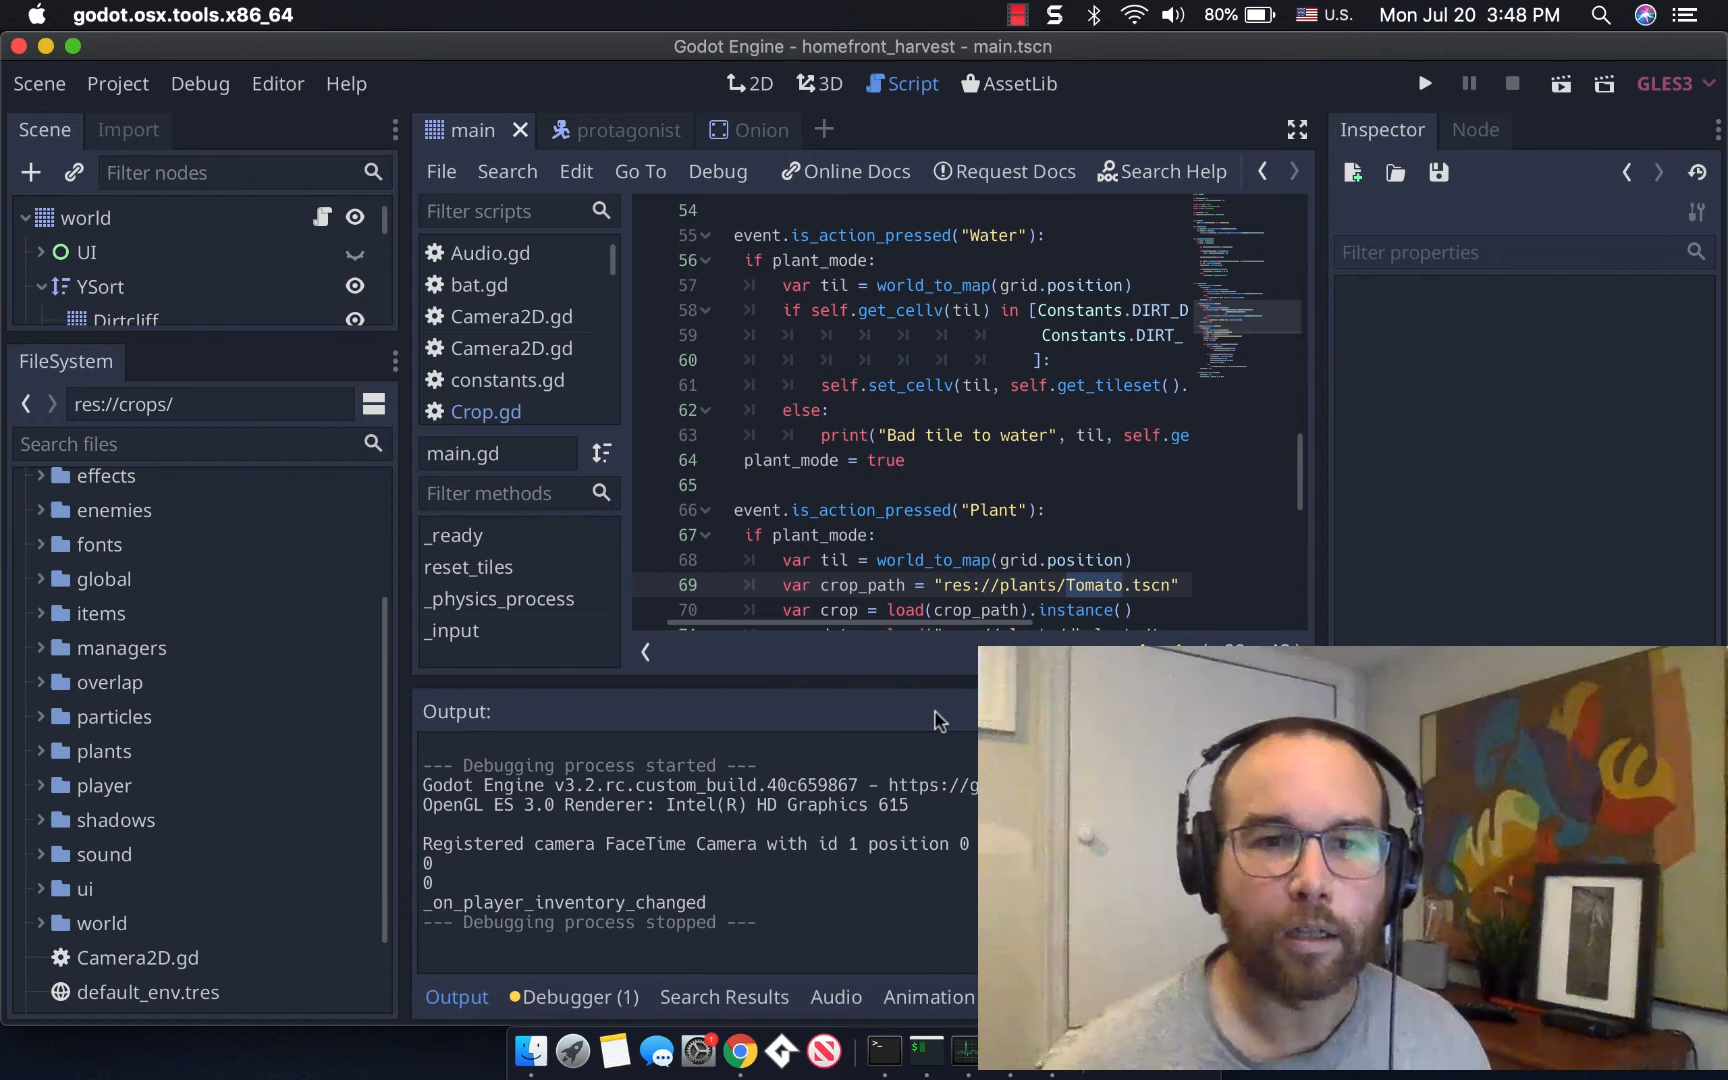 godot.osx.tools.x86_64
80%
U.S.
Mon Jul 20 3:48 PM
Godot Engine - homefront_harvest - main.tscn
Scene Project Debug Editor Help
2D 3D Script AssetLib
GLES3
Scene Import
main protagonist Onion
Inspector Node
Filter nodes
File Search Edit Go To Debug Online Docs Request Docs Search Help
world
UI
YSort
Dirtcliff
Filter scripts
Audio.gd
bat.gd
Camera2D.gd
Camera2D.gd
constants.gd
Crop.gd
main.gd
Filter methods
_ready
reset_tiles
_physics_process
_input
54
55 event.is_action_pressed("Water"):
56 if plant_mode:
57 var til = world_to_map(grid.position)
58 if self.get_cellv(til) in [Constants.DIRT_D
59 Constants.DIRT_
60 ]:
61 self.set_cellv(til, self.get_tileset().
62 else:
63 print("Bad tile to water", til, self.ge
64 plant_mode = true
65
66 event.is_action_pressed("Plant"):
67 if plant_mode:
68 var til = world_to_map(grid.position)
69 var crop_path = "res://plants/Tomato.tscn"
70 var crop = load(crop_path).instance()
Filter properties
FileSystem
res://crops/
Search files
effects
enemies
fonts
global
items
managers
overlap
particles
plants
player
shadows
sound
ui
world
Camera2D.gd
default_env.tres
Output:
--- Debugging process started ---
Godot Engine v3.2.rc.custom_build.40c659867 - https://g
OpenGL ES 3.0 Renderer: Intel(R) HD Graphics 615
Registered camera FaceTime Camera with id 1 position 0
0
0
_on_player_inventory_changed
--- Debugging process stopped ---
Output Debugger (1) Search Results Audio Animation